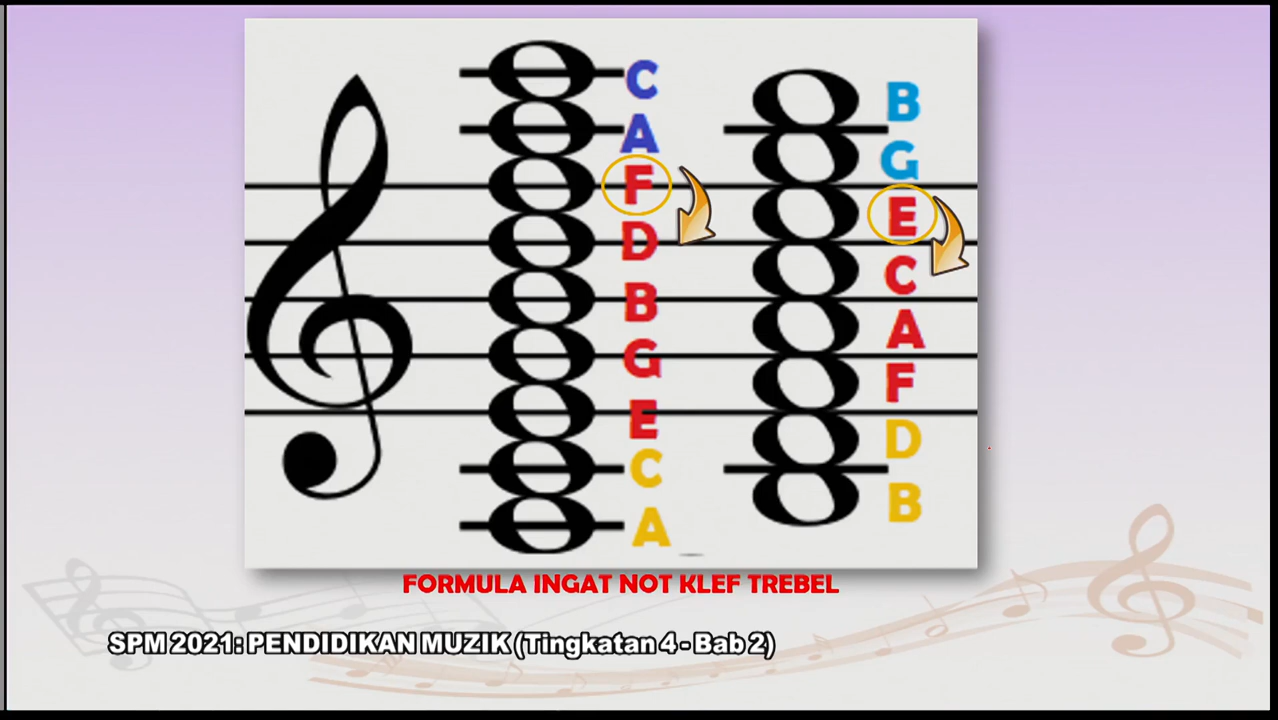 C
A
F
D
B
G
E
C
A
B
G
E
C
A
F
D
B
FORMULA INGAT NOT KLEF TREBEL
SPM 2021: PENDIDIKAN MUZIK (Tingkatan 4 - Bab 2)